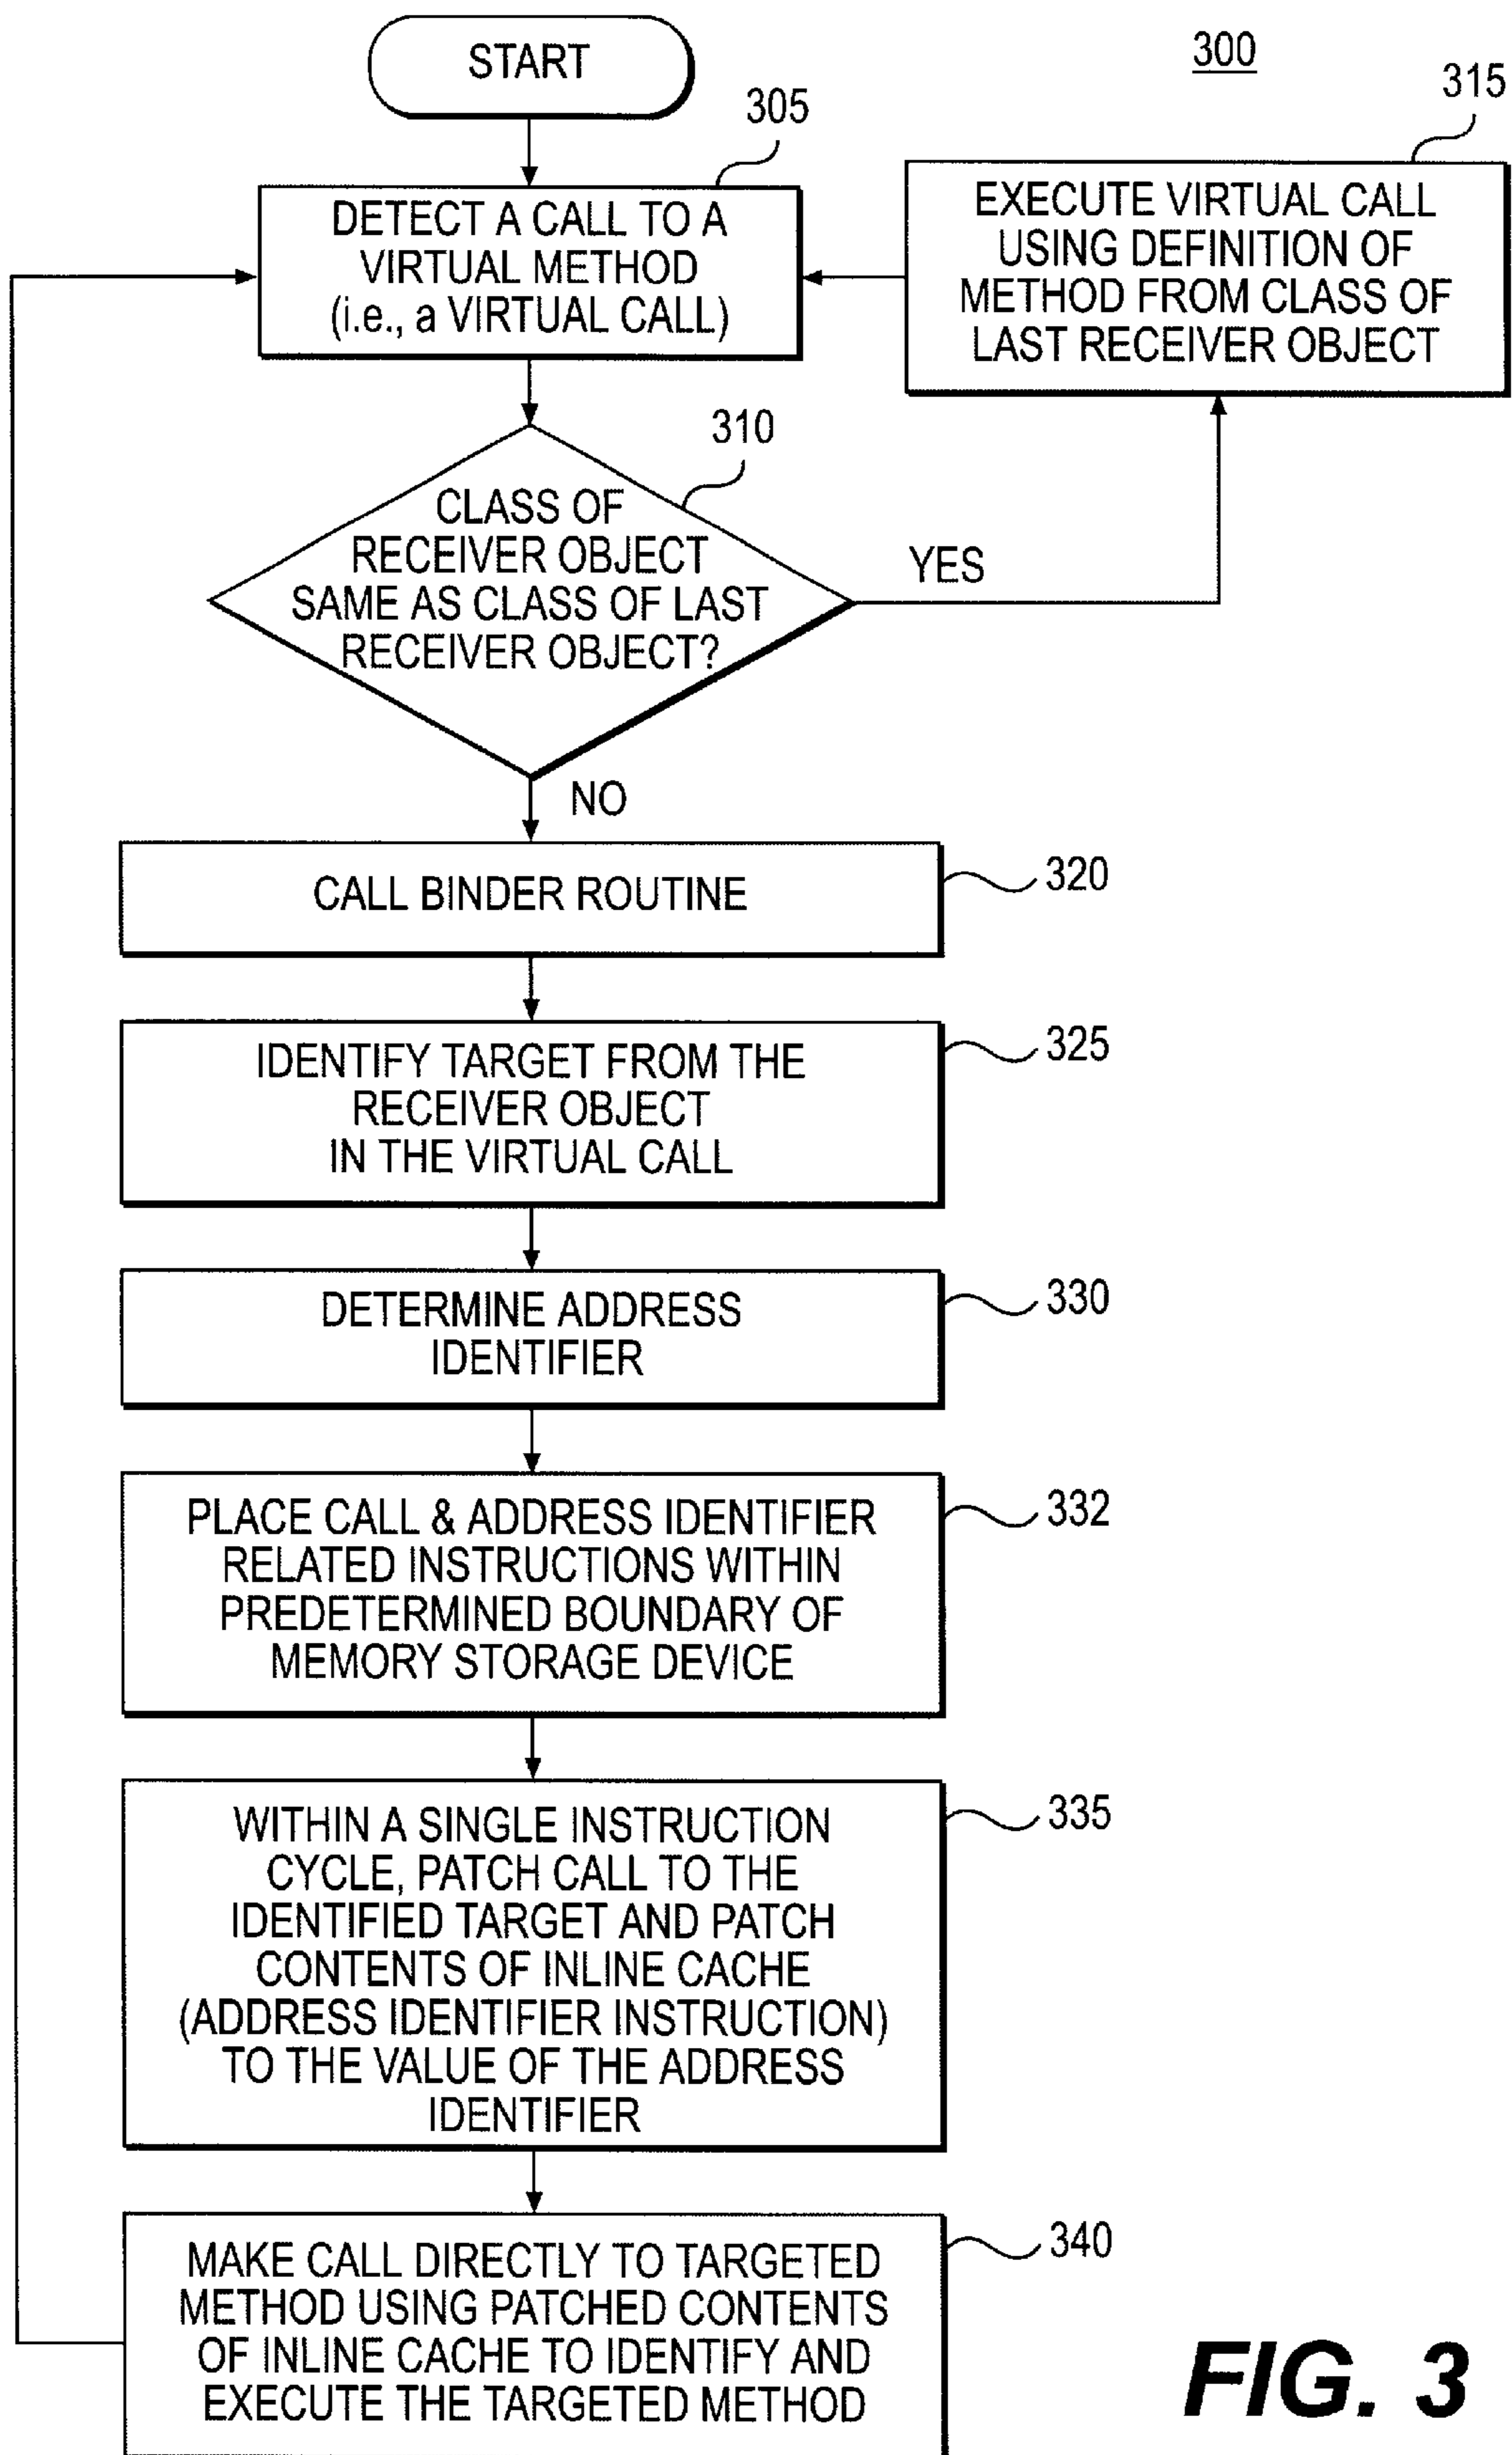 START
300
305
315
DETECT A CALL TO A
VIRTUAL METHOD
(i.e., a VIRTUAL CALL)
EXECUTE VIRTUAL CALL
USING DEFINITION OF
METHOD FROM CLASS OF
LAST RECEIVER OBJECT
310
CLASS OF
RECEIVER OBJECT
SAME AS CLASS OF LAST
RECEIVER OBJECT?
YES
NO
CALL BINDER ROUTINE
320
IDENTIFY TARGET FROM THE
RECEIVER OBJECT
IN THE VIRTUAL CALL
325
DETERMINE ADDRESS
IDENTIFIER
330
PLACE CALL & ADDRESS IDENTIFIER
RELATED INSTRUCTIONS WITHIN
PREDETERMINED BOUNDARY OF
MEMORY STORAGE DEVICE
332
WITHIN A SINGLE INSTRUCTION
CYCLE, PATCH CALL TO THE
IDENTIFIED TARGET AND PATCH
CONTENTS OF INLINE CACHE
(ADDRESS IDENTIFIER INSTRUCTION)
TO THE VALUE OF THE ADDRESS
IDENTIFIER
335
MAKE CALL DIRECTLY TO TARGETED
METHOD USING PATCHED CONTENTS
OF INLINE CACHE TO IDENTIFY AND
EXECUTE THE TARGETED METHOD
340
FIG. 3